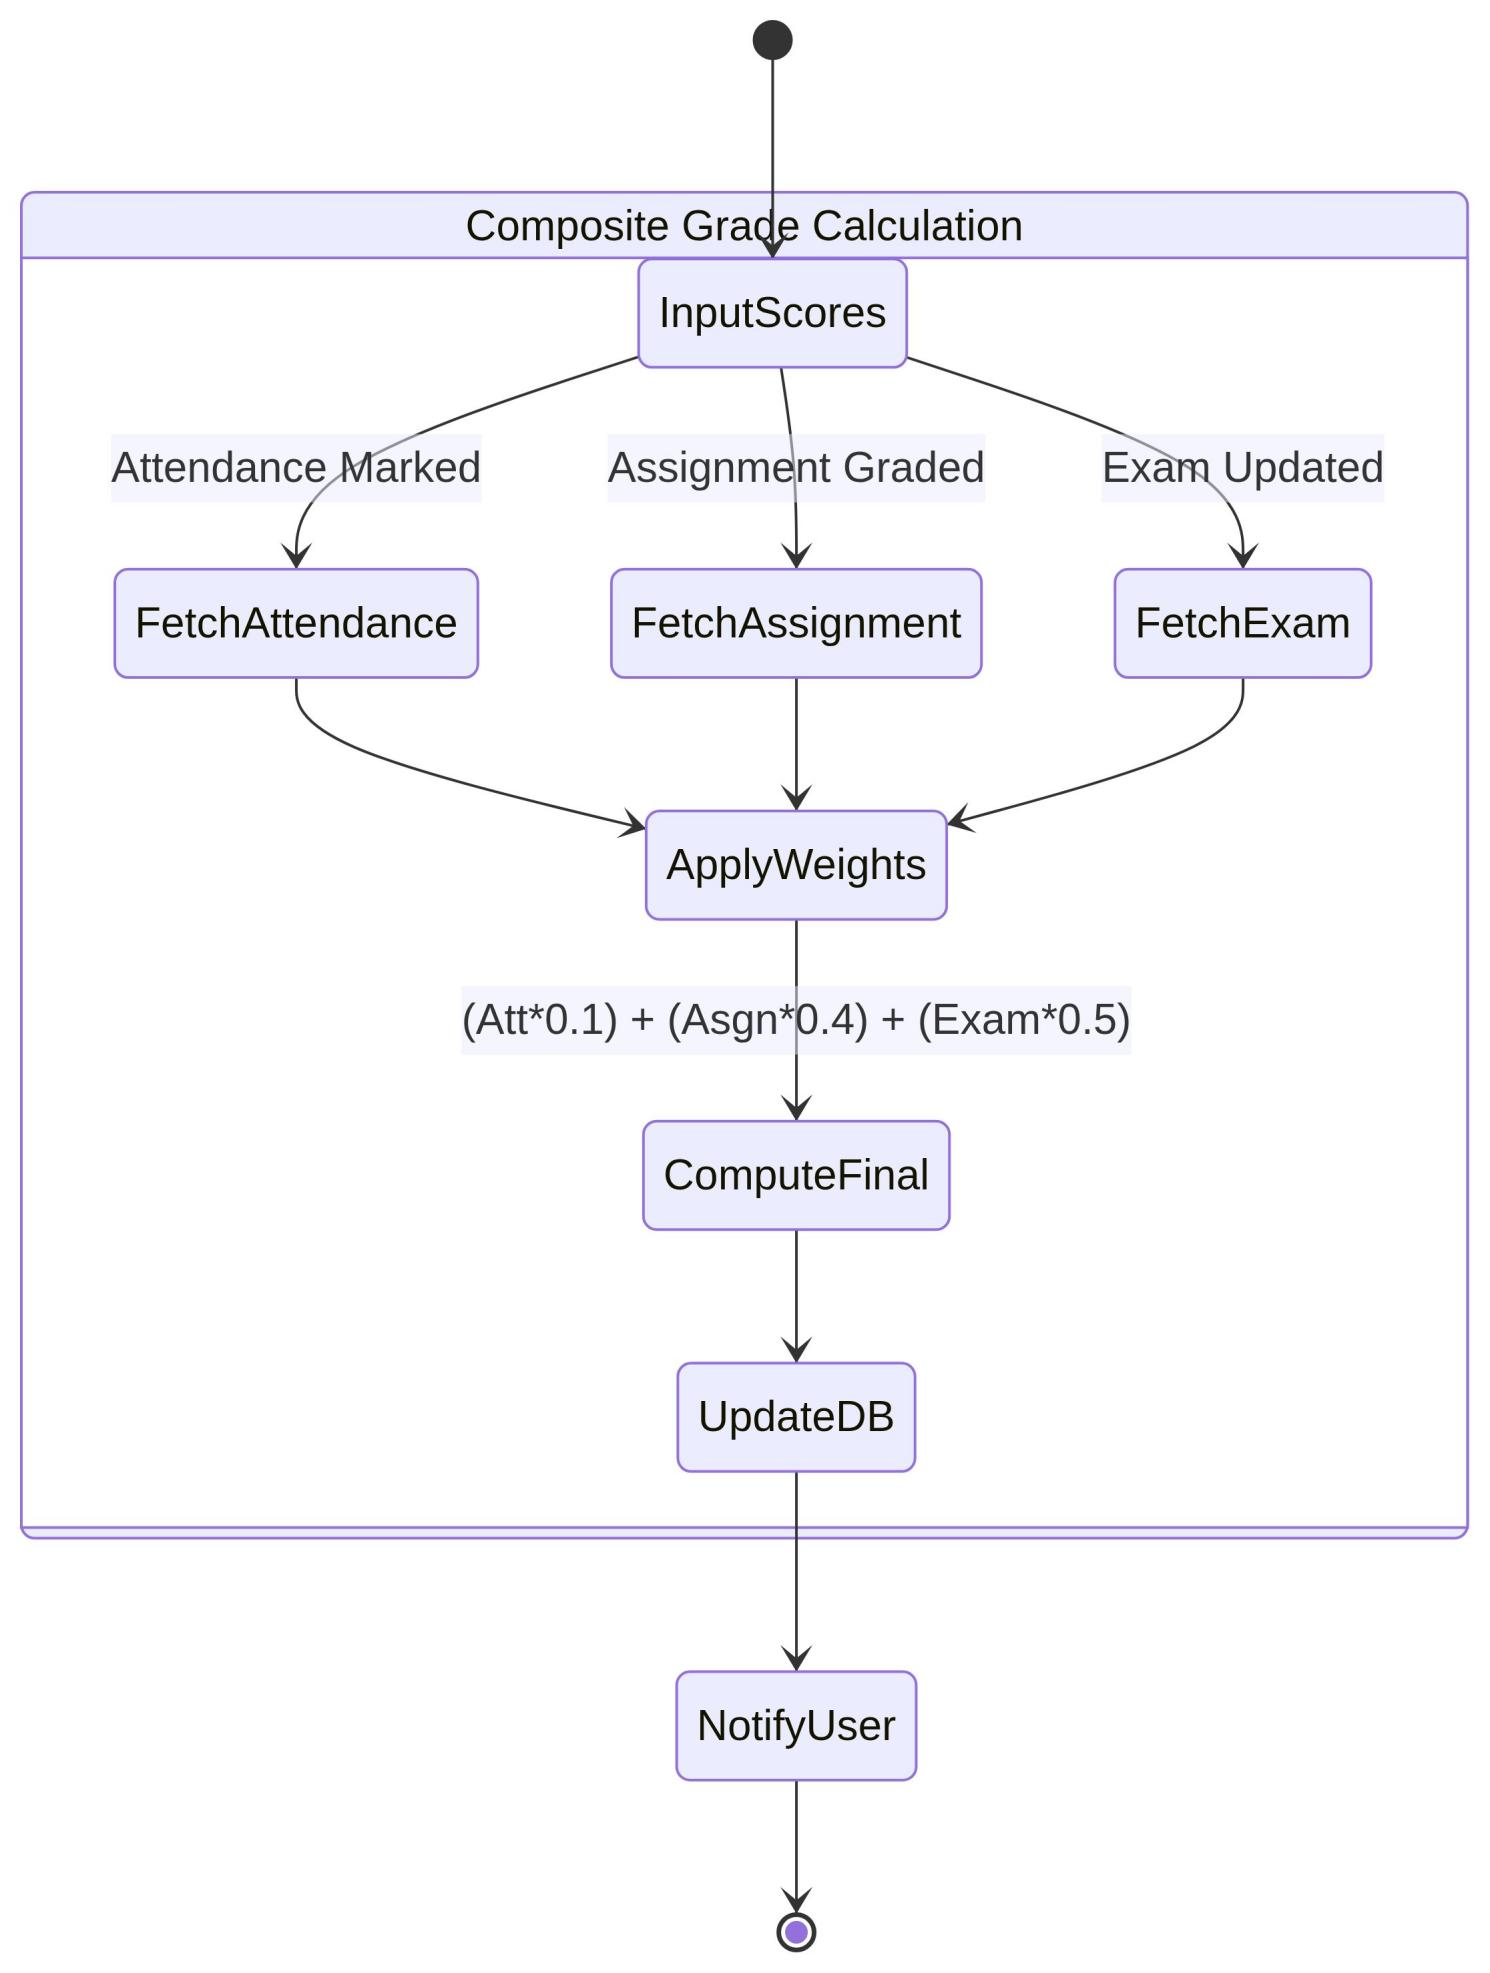 Composite Grade Calculation
InputScores
Attendance Marked
Assignment Graded
Exam Updated
FetchAttendance
FetchAssignment
FetchExam
ApplyWeights
(Att*0.1) + (Asgn*0.4) + (Exam*0.5)
ComputeFinal
UpdateDB
NotifyUser